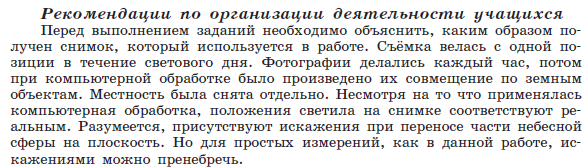 Рекомендации по организации деятельности учащихся
Перед выполнением заданий необходимо объяснить, каким образом по-
лучен снимок, который используется в работе. Съёмка велась с одной по-
зиции в течение светового дня. Фотографии делались каждый час, потом
при компьютерной обработке было произведено их совмещение по земным
объектам. Местность была снята отдельно. Несмотря на то что применялась
компьютерная обработка, положения светила на снимке соответствуют ре-
альным. Разумеется, присутствуют искажения при переносе части небесной
сферы на плоскость. Но для простых измерений, как в данной работе, ис-
кажениями можно пренебречь.